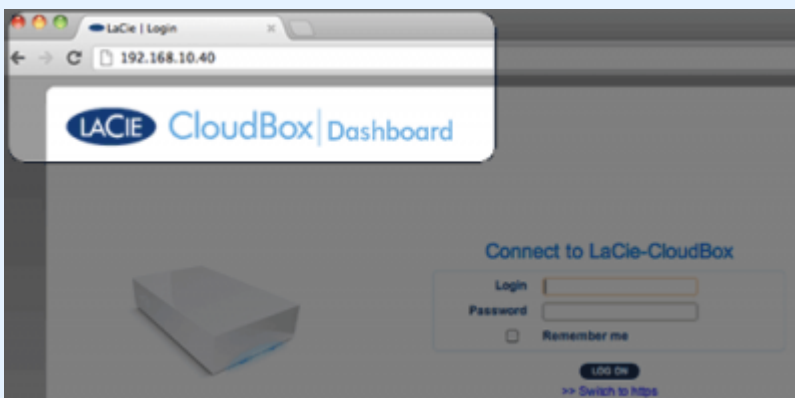 LaCie | Login
192.168.10.40
LACIE CloudBox | Dashboard
Connect to LaCie-CloudBox
Login
Password
Remember me
LOG ON
>> Switch to https